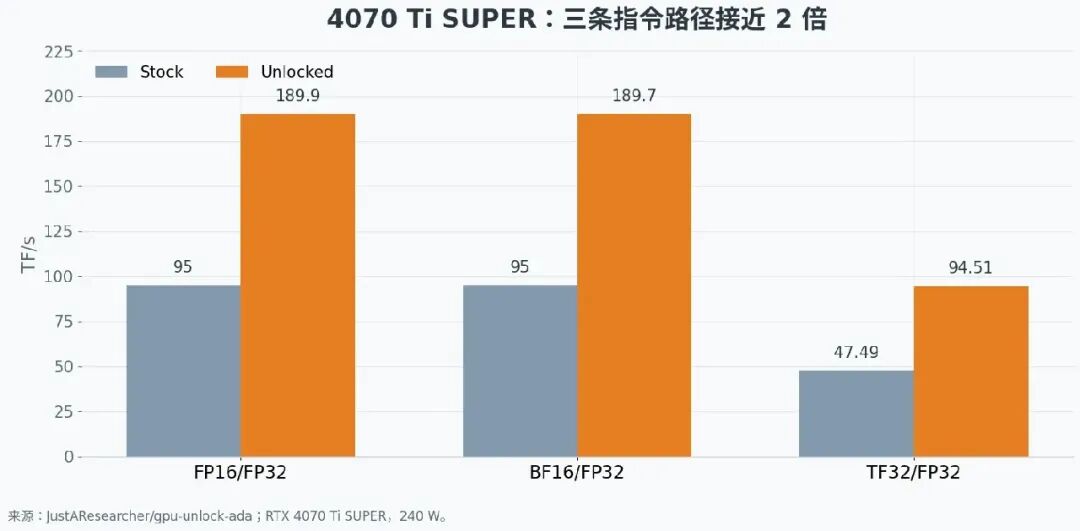 4070 Ti SUPER：三条指令路径接近 2 倍
225
Stock
Unlocked
200
189.9
189.7
175
150
125
TF/s
100
95
95
94.51
75
50
47.49
25
0
FP16/FP32
BF16/FP32
TF32/FP32
来源：JustAResearcher/gpu-unlock-ada；RTX 4070 Ti SUPER，240 W。